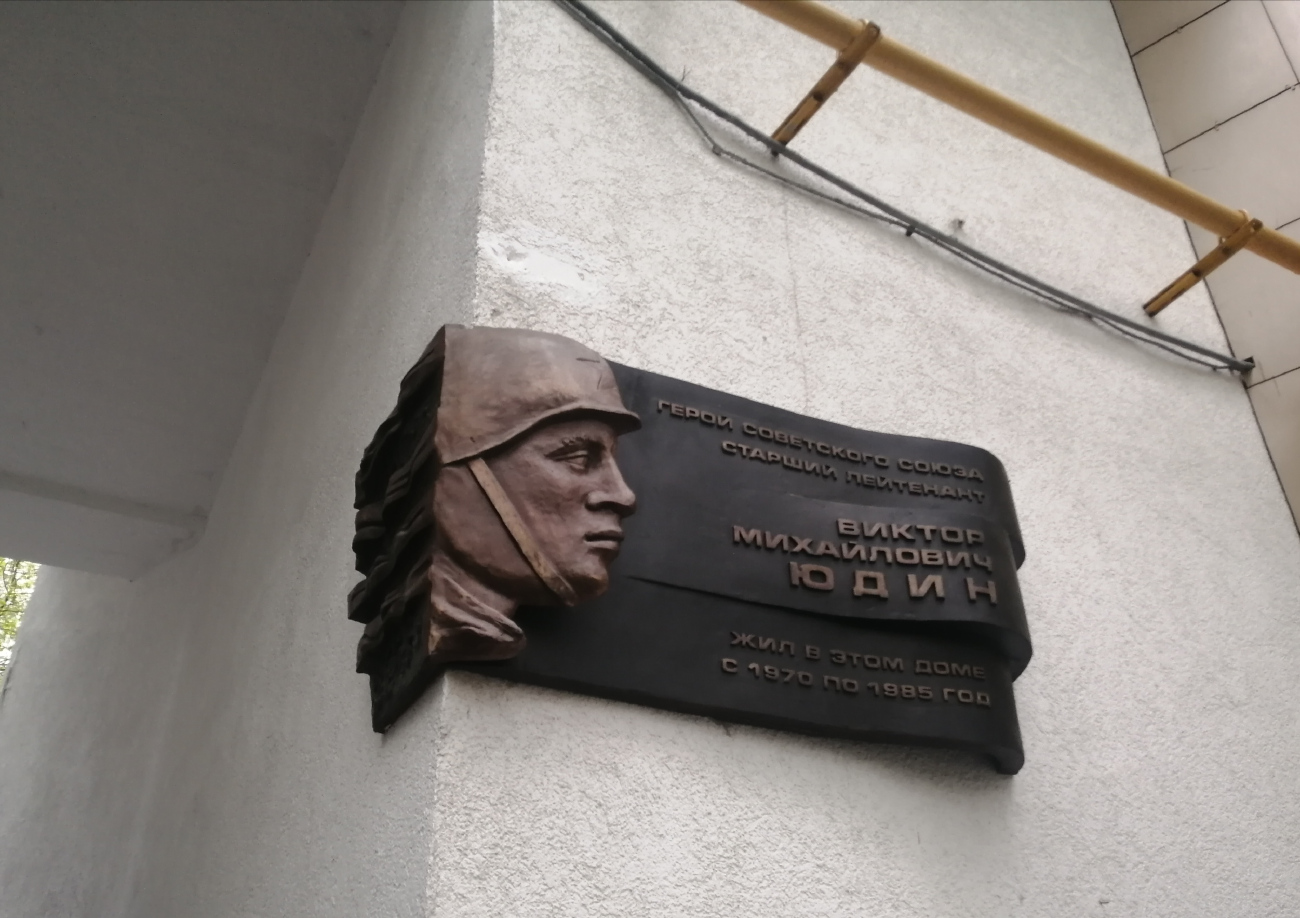 ГЕРОЙ СОВЕТСКОГО СОЮЗА
СТАРШИЙ ЛЕЙТЕНАНТ
ВИКТОР
МИХАЙЛОВИЧ
ЮДИН
ЖИЛ В ЭТОМ ДОМЕ
С 1970 ПО 1985 ГОД